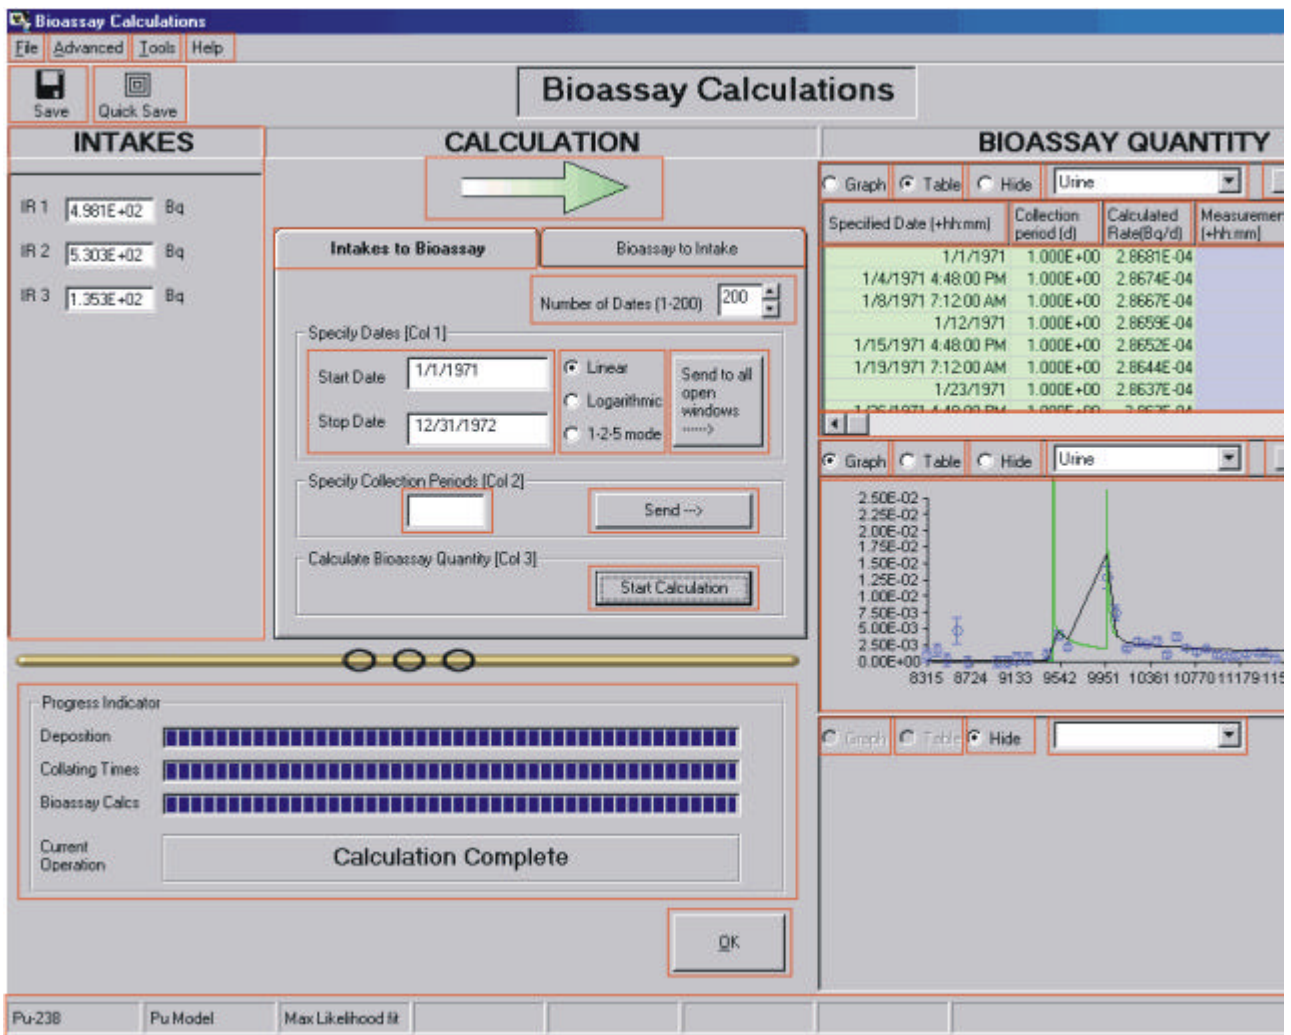 Bioassay Calculations
File Advanced Tools Help
Save Quick Save
Bioassay Calculations
INTAKES
IR 1 4.981E+02 Bq
IR 2 5.303E+02 Bq
IR 3 1.353E+02 Bq
CALCULATION
Intakes to Bioassay Bioassay to Intake
Number of Dates (1-200) 200
Specify Dates [Col 1]
Start Date 1/1/1971
Stop Date 12/31/1972
Linear
Logarithmic
1-2-5 mode
Send to all
open
windows
------>
Specify Collection Periods [Col 2]
Send -->
Calculate Bioassay Quantity [Col 3]
Start Calculation
Progress Indicator
Deposition
Collating Times
Bioassay Calcs
Current
Operation
Calculation Complete
OK
BIOASSAY QUANTITY
Graph Table Hide Urine
Specified Date (+hh:mm) Collection period (d) Calculated Rate(Bq/d) Measuremen (+hh:mm)
1/1/1971 1.000E+00 2.8681E-04
1/4/1971 4:48:00 PM 1.000E+00 2.8674E-04
1/8/1971 7:12:00 AM 1.000E+00 2.8667E-04
1/12/1971 1.000E+00 2.8659E-04
1/15/1971 4:48:00 PM 1.000E+00 2.8652E-04
1/19/1971 7:12:00 AM 1.000E+00 2.8644E-04
1/23/1971 1.000E+00 2.8637E-04
Graph Table Hide Urine
2.50E-02
2.25E-02
2.00E-02
1.75E-02
1.50E-02
1.25E-02
1.00E-02
7.50E-03
5.00E-03
2.50E-03
0.00E+00
8315 8724 9133 9542 9951 10361 10770 11179 115
Graph Table Hide
Pu-238 Pu Model Max Likelihood fit